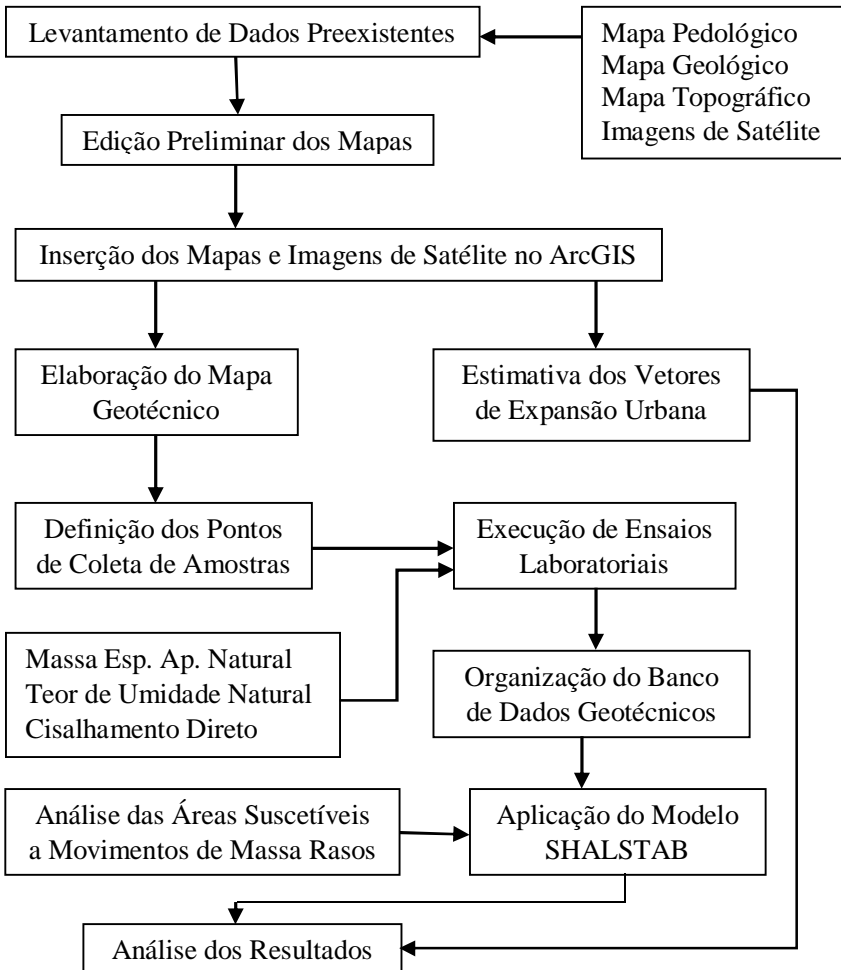 Levantamento de Dados Preexistentes
Mapa Pedológico
Mapa Geológico
Mapa Topográfico
Imagens de Satélite
Edição Preliminar dos Mapas
Inserção dos Mapas e Imagens de Satélite no ArcGIS
Elaboração do Mapa
Geotécnico
Estimativa dos Vetores
de Expansão Urbana
Definição dos Pontos
de Coleta de Amostras
Execução de Ensaios
Laboratoriais
Massa Esp. Ap. Natural
Teor de Umidade Natural
Cisalhamento Direto
Organização do Banco
de Dados Geotécnicos
Análise das Áreas Suscetíveis
a Movimentos de Massa Rasos
Aplicação do Modelo
SHALSTAB
Análise dos Resultados